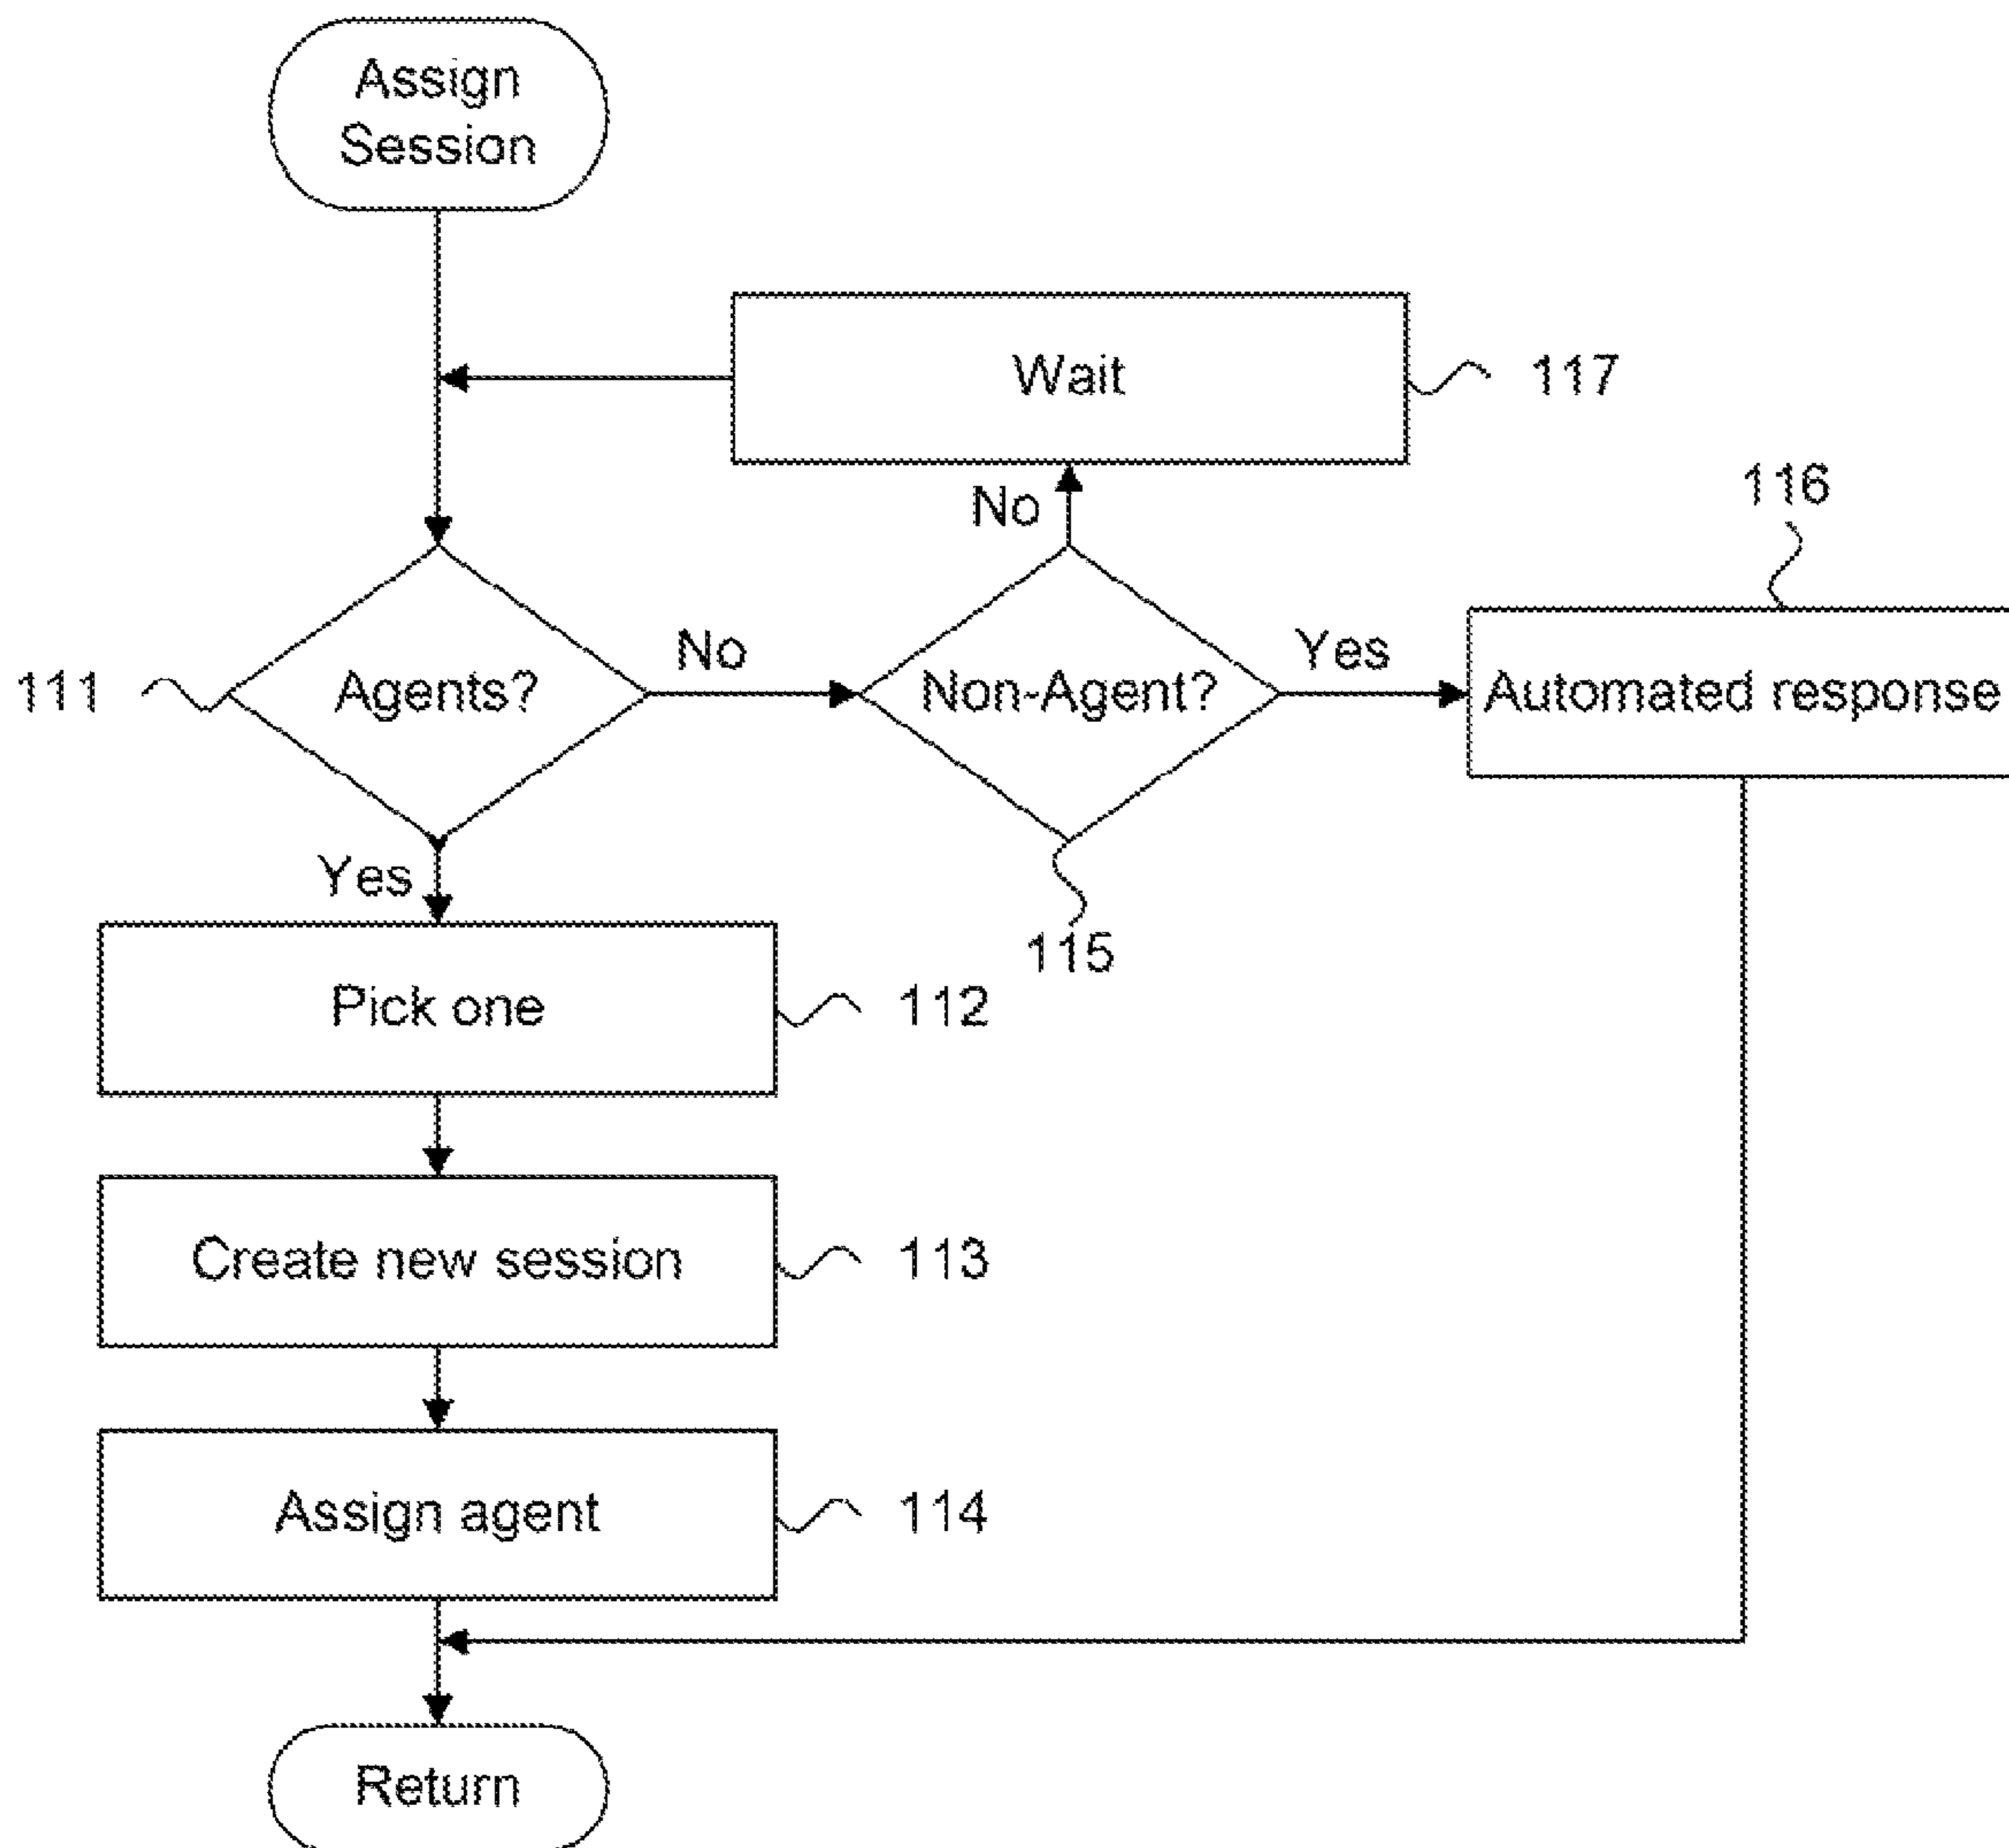 Assign
Session
Wait
117
No
116
111
Agents?
No
Non-Agent?
Yes
Automated response
Yes
115
Pick one
112
Create new session
113
Assign agent
114
Return